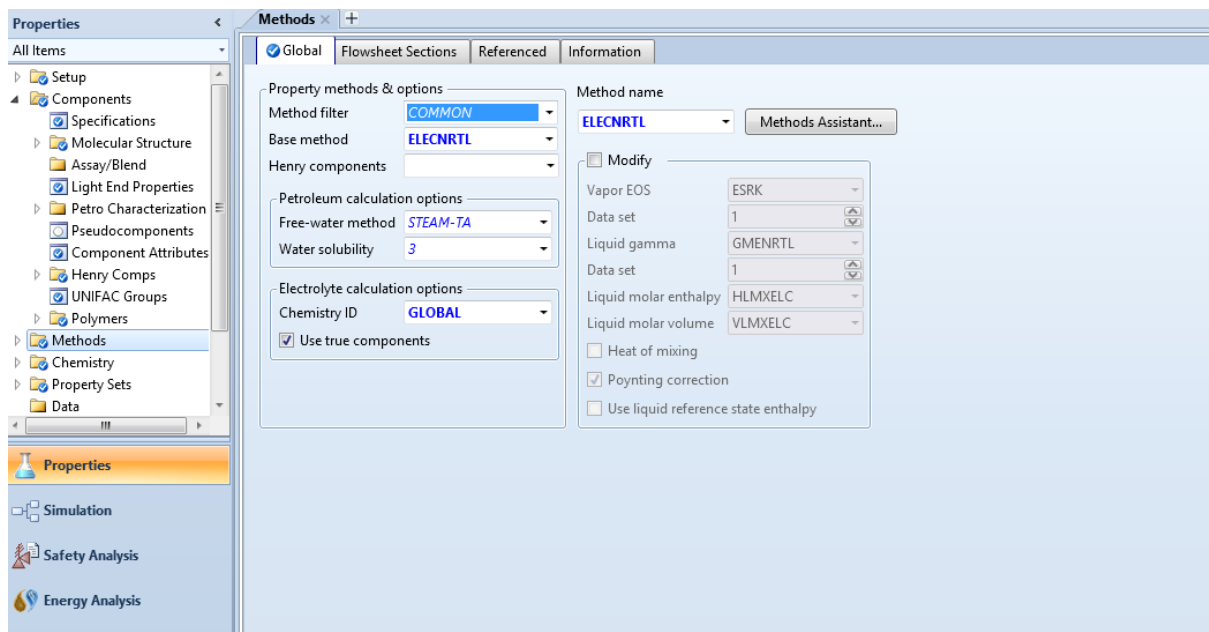 Properties
All Items
Setup
Components
Specifications
Molecular Structure
Assay/Blend
Light End Properties
Petro Characterization
Pseudocomponents
Component Attributes
Henry Comps
UNIFAC Groups
Polymers
Methods
Chemistry
Property Sets
Data
Properties
Simulation
Safety Analysis
Energy Analysis
Methods
Global Flowsheet Sections Referenced Information
Property methods & options
Method filter COMMON
Base method ELECNRTL
Henry components
Petroleum calculation options
Free-water method STEAM-TA
Water solubility 3
Electrolyte calculation options
Chemistry ID GLOBAL
Use true components
Method name
ELECNRTL Methods Assistant...
Modify
Vapor EOS ESRK
Data set 1
Liquid gamma GMENRTL
Data set 1
Liquid molar enthalpy HLMXELC
Liquid molar volume VLMXELC
Heat of mixing
Poynting correction
Use liquid reference state enthalpy